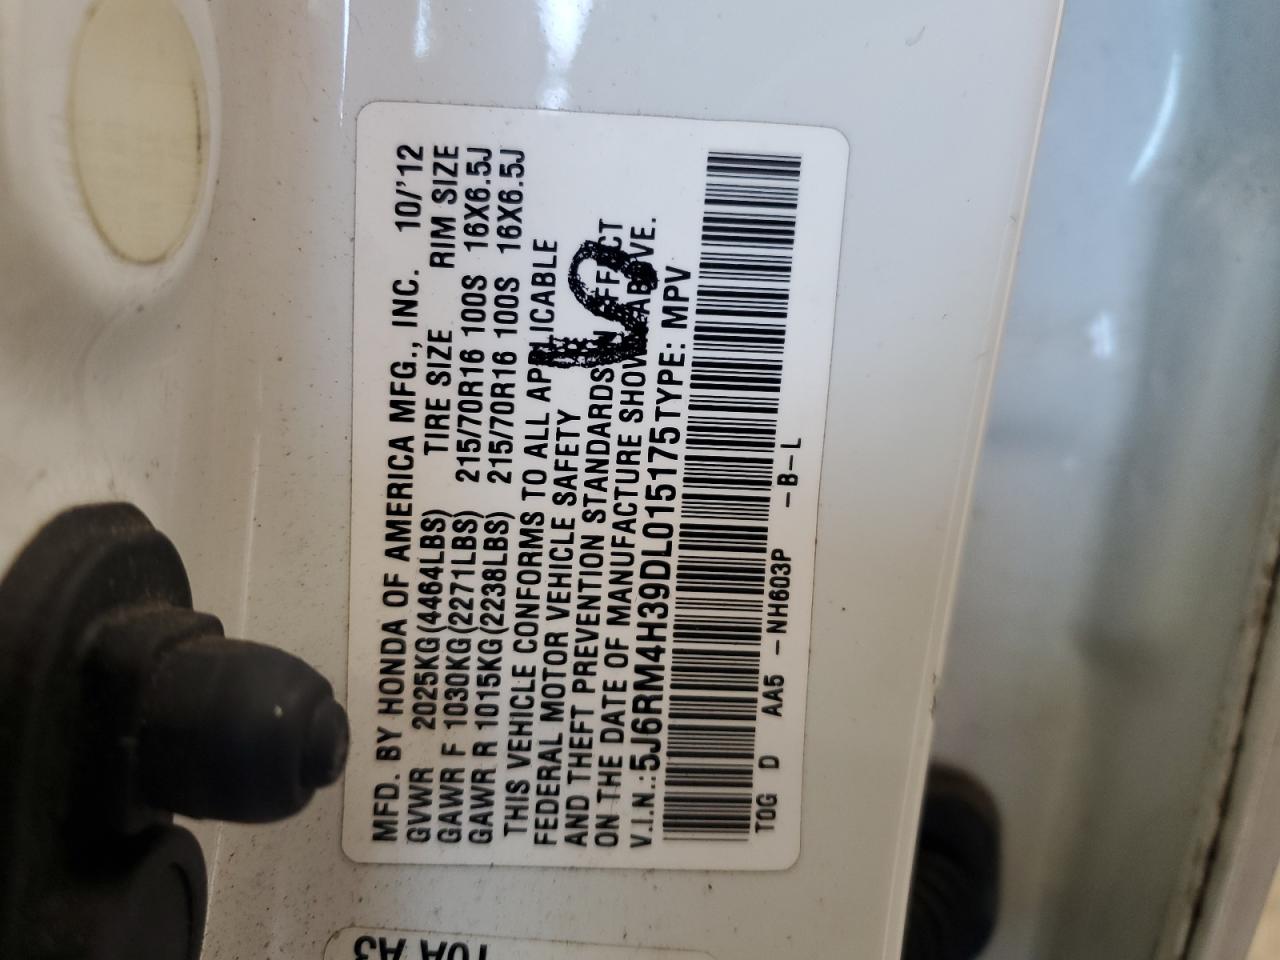 MFD. BY HONDA OF AMERICA MFG., INC. 10/'12
GVWR 2025KG(4464LBS) TIRE SIZE RIM SIZE
GAWR F 1030KG(2271LBS) 215/70R16 100S 16X6.5J
GAWR R 1015KG(2238LBS) 215/70R16 100S 16X6.5J
THIS VEHICLE CONFORMS TO ALL APPLICABLE
FEDERAL MOTOR VEHICLE SAFETY
AND THEFT PREVENTION STANDARDS IN EFFECT
ON THE DATE OF MANUFACTURE SHOWN ABOVE.
V.I.N.:5J6RM4H39DL015175 TYPE: MPV
TOG D AA5 -NH603P -B-L